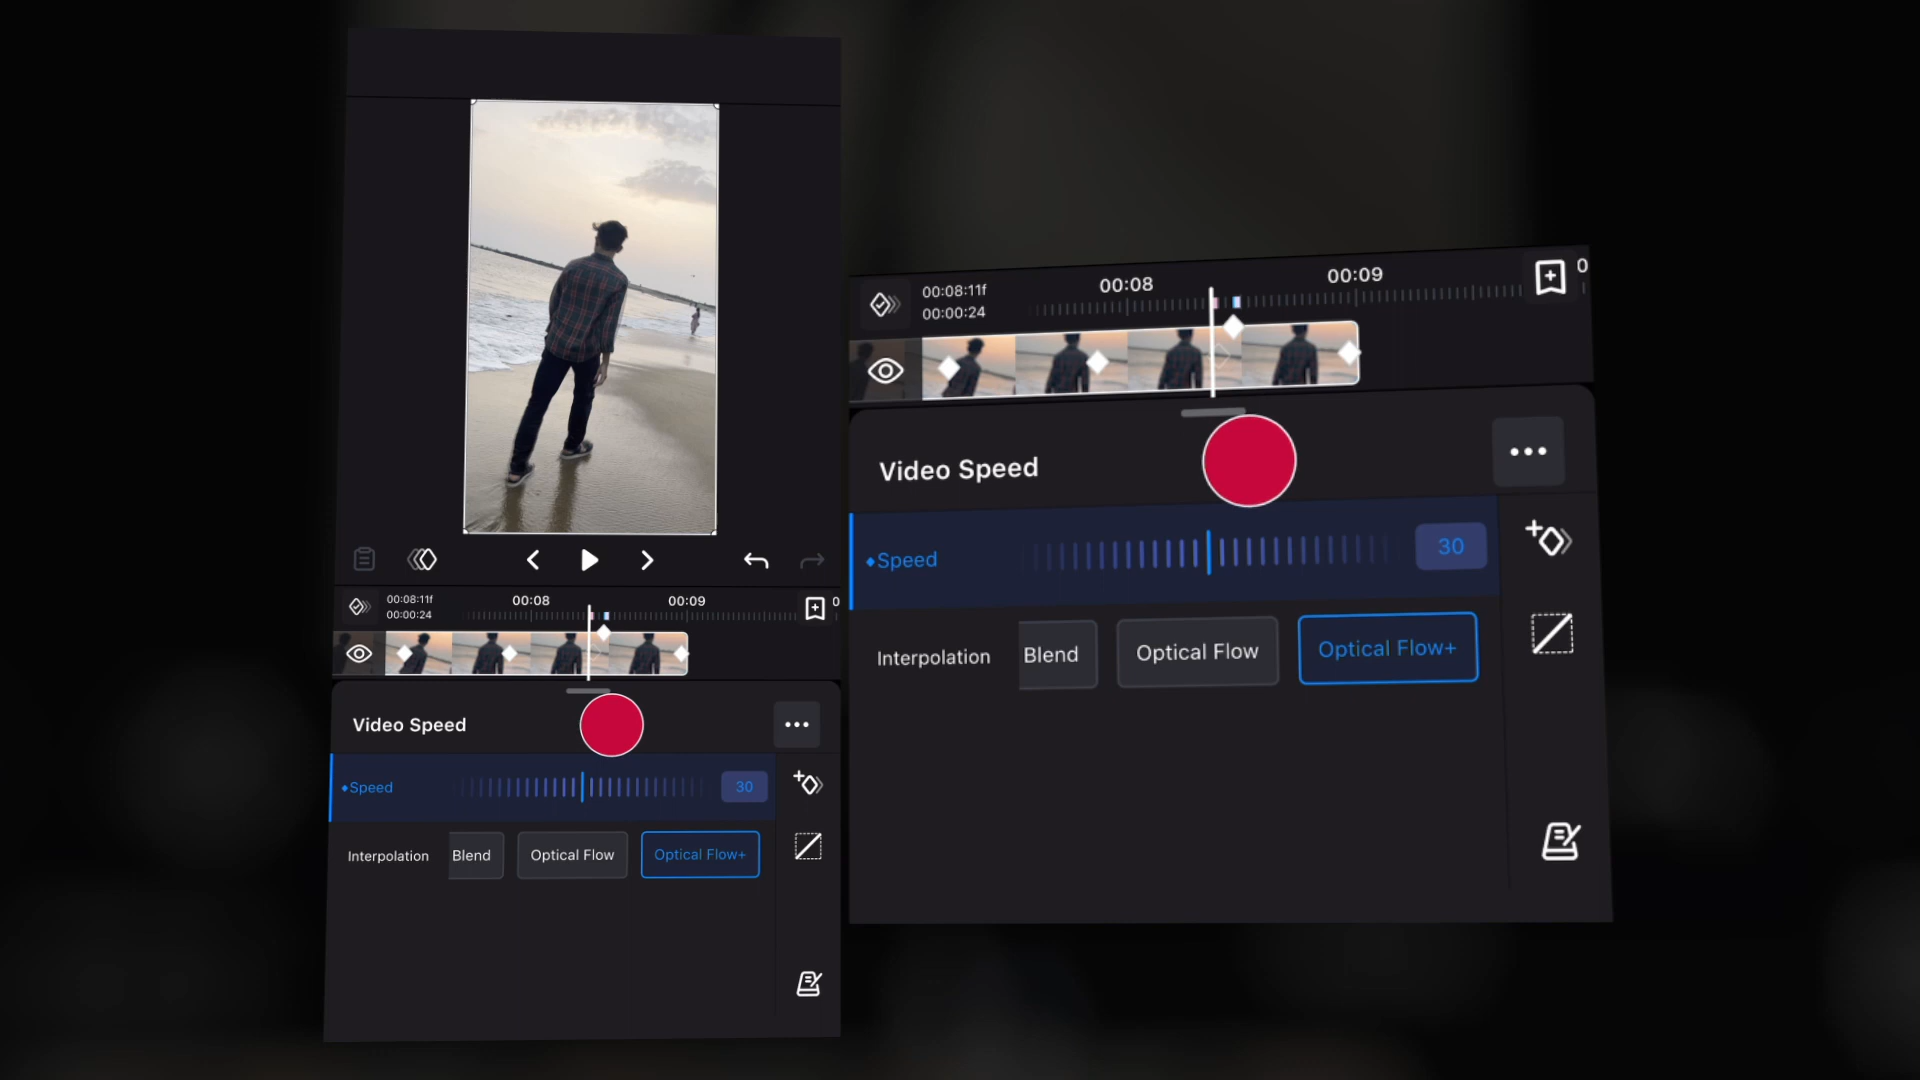 00:08:11f
00:00:24
00:08
00:09
0
Video Speed
Speed
30
Interpolation
Blend
Optical Flow
Optical Flow+
00:08:11f
00:00:24
00:08
00:09
0
Video Speed
Speed
30
Interpolation
Blend
Optical Flow
Optical Flow+